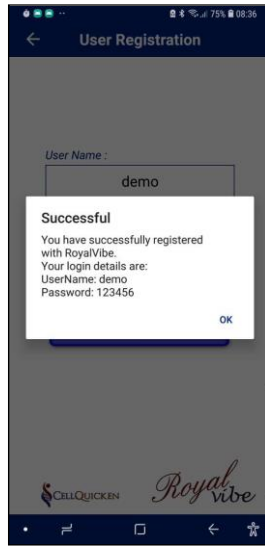 75% 08:36
User Registration
User Name :
demo
Successful
You have successfully registered
with RoyalVibe.
Your login details are:
UserName: demo
Password: 123456
OK
CELLQUICKEN
Royal
vibe